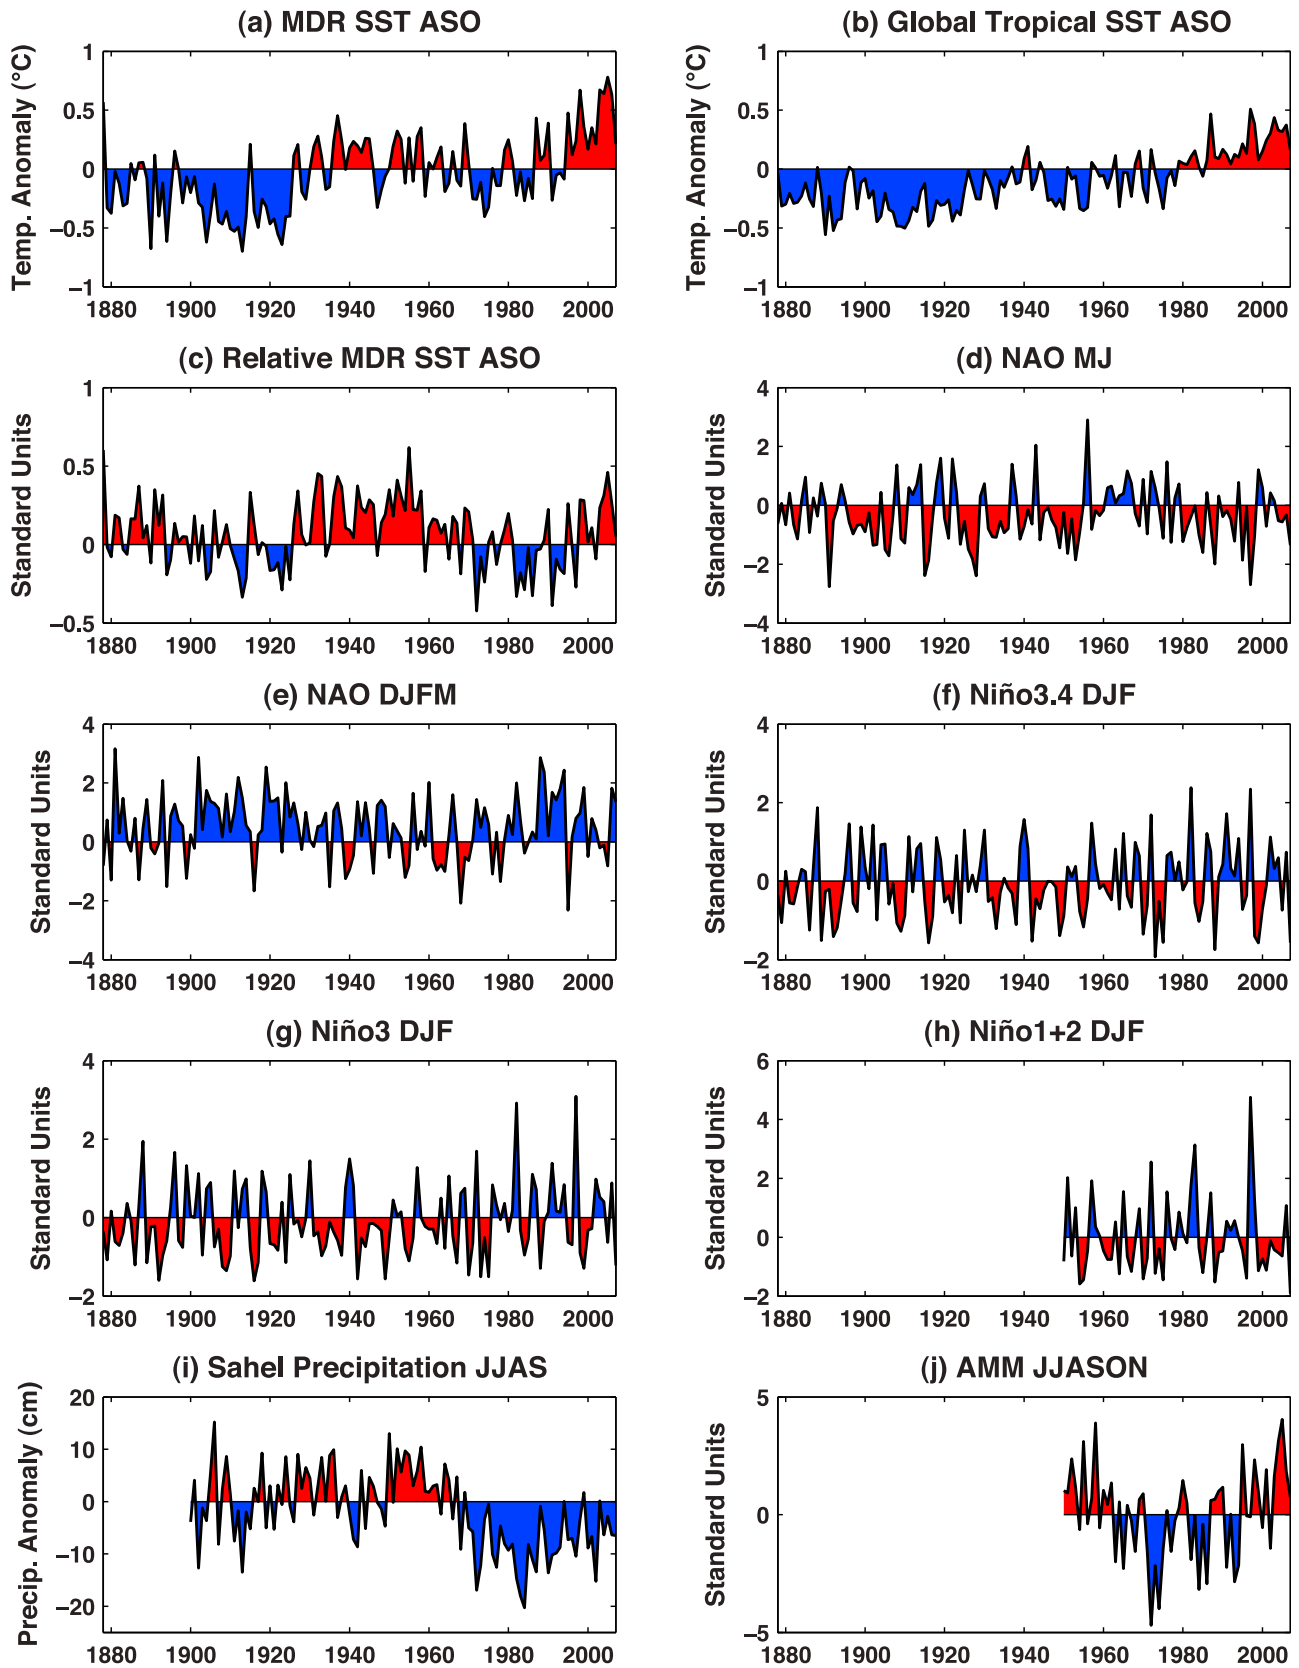 (a) MDR SST ASO
Temp. Anomaly (°C)
1
0.5
0
−0.5
−1
1880 1900 1920 1940 1960 1980 2000
(b) Global Tropical SST ASO
Temp. Anomaly (°C)
1
0.5
0
−0.5
−1
1880 1900 1920 1940 1960 1980 2000
(c) Relative MDR SST ASO
Standard Units
1
0.5
0
−0.5
1880 1900 1920 1940 1960 1980 2000
(d) NAO MJ
Standard Units
4
2
0
−2
−4
1880 1900 1920 1940 1960 1980 2000
(e) NAO DJFM
Standard Units
4
2
0
−2
−4
1880 1900 1920 1940 1960 1980 2000
(f) Niño3.4 DJF
Standard Units
4
2
0
−2
1880 1900 1920 1940 1960 1980 2000
(g) Niño3 DJF
Standard Units
4
2
0
−2
1880 1900 1920 1940 1960 1980 2000
(h) Niño1+2 DJF
Standard Units
6
4
2
0
−2
1880 1900 1920 1940 1960 1980 2000
(i) Sahel Precipitation JJAS
Precip. Anomaly (cm)
20
10
0
−10
−20
1880 1900 1920 1940 1960 1980 2000
(j) AMM JJASON
Standard Units
5
0
−5
1880 1900 1920 1940 1960 1980 2000